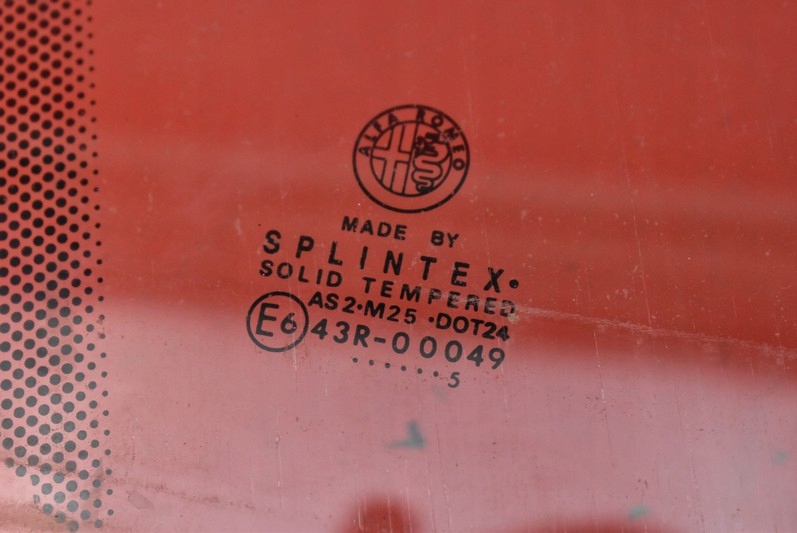 ALFA ROMEO
MADE BY
SPLINTEX®
SOLID TEMPERED
AS2·M25 ·DOT24
E6 43R-00049
.......5